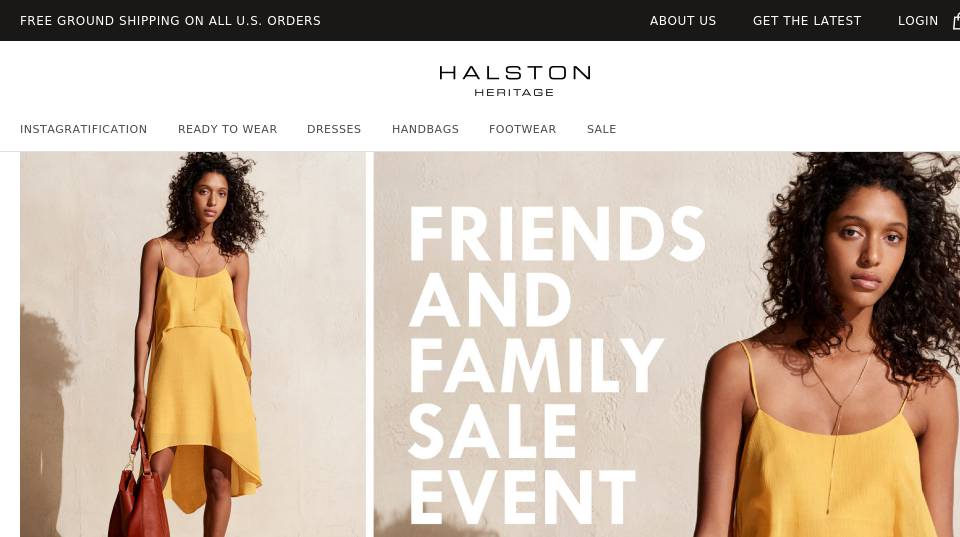 FREE GROUND SHIPPING ON ALL U.S. ORDERS
ABOUT US
GET THE LATEST
LOGIN
HALSTON
HERITAGE
INSTAGRATIFICATION
READY TO WEAR
DRESSES
HANDBAGS
FOOTWEAR
SALE
FRIENDS
AND
FAMILY
SALE
EVENT